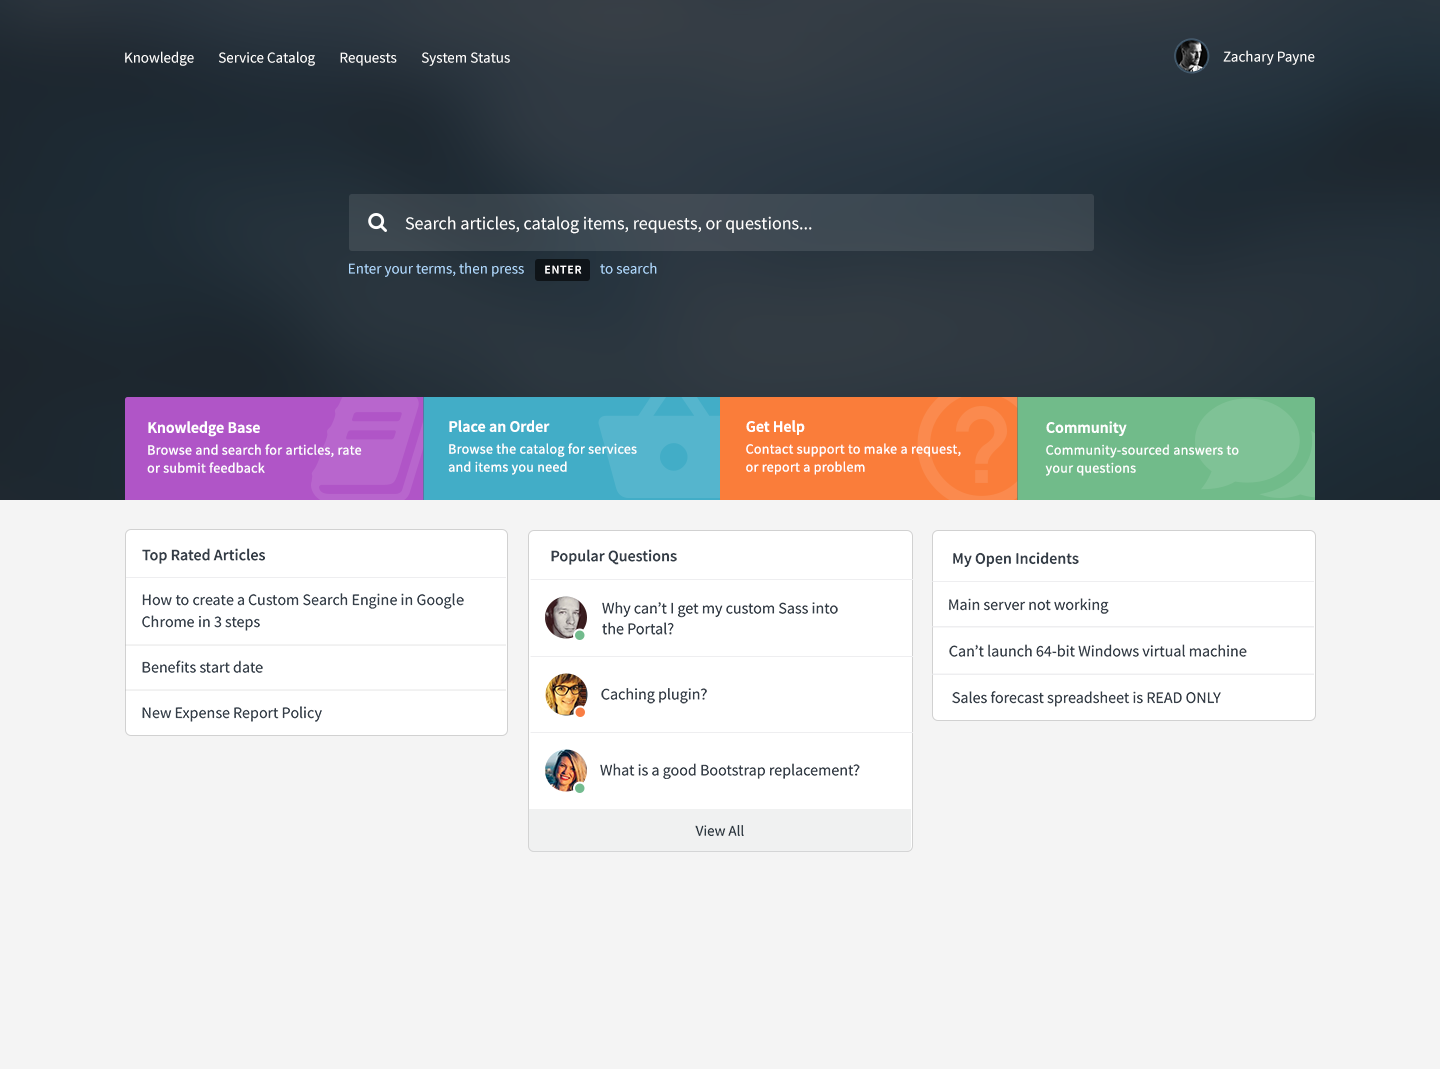 Knowledge
Service Catalog
Requests
System Status
Zachary Payne
Search articles, catalog items, requests, or questions...
Enter your terms, then press ENTER to search
Knowledge Base
Browse and search for articles, rate
or submit feedback
Place an Order
Browse the catalog for services
and items you need
Get Help
Contact support to make a request,
or report a problem
Community
Community-sourced answers to
your questions
Top Rated Articles
How to create a Custom Search Engine in Google
Chrome in 3 steps
Benefits start date
New Expense Report Policy
Popular Questions
Why can’t I get my custom Sass into
the Portal?
Caching plugin?
What is a good Bootstrap replacement?
View All
My Open Incidents
Main server not working
Can’t launch 64-bit Windows virtual machine
Sales forecast spreadsheet is READ ONLY